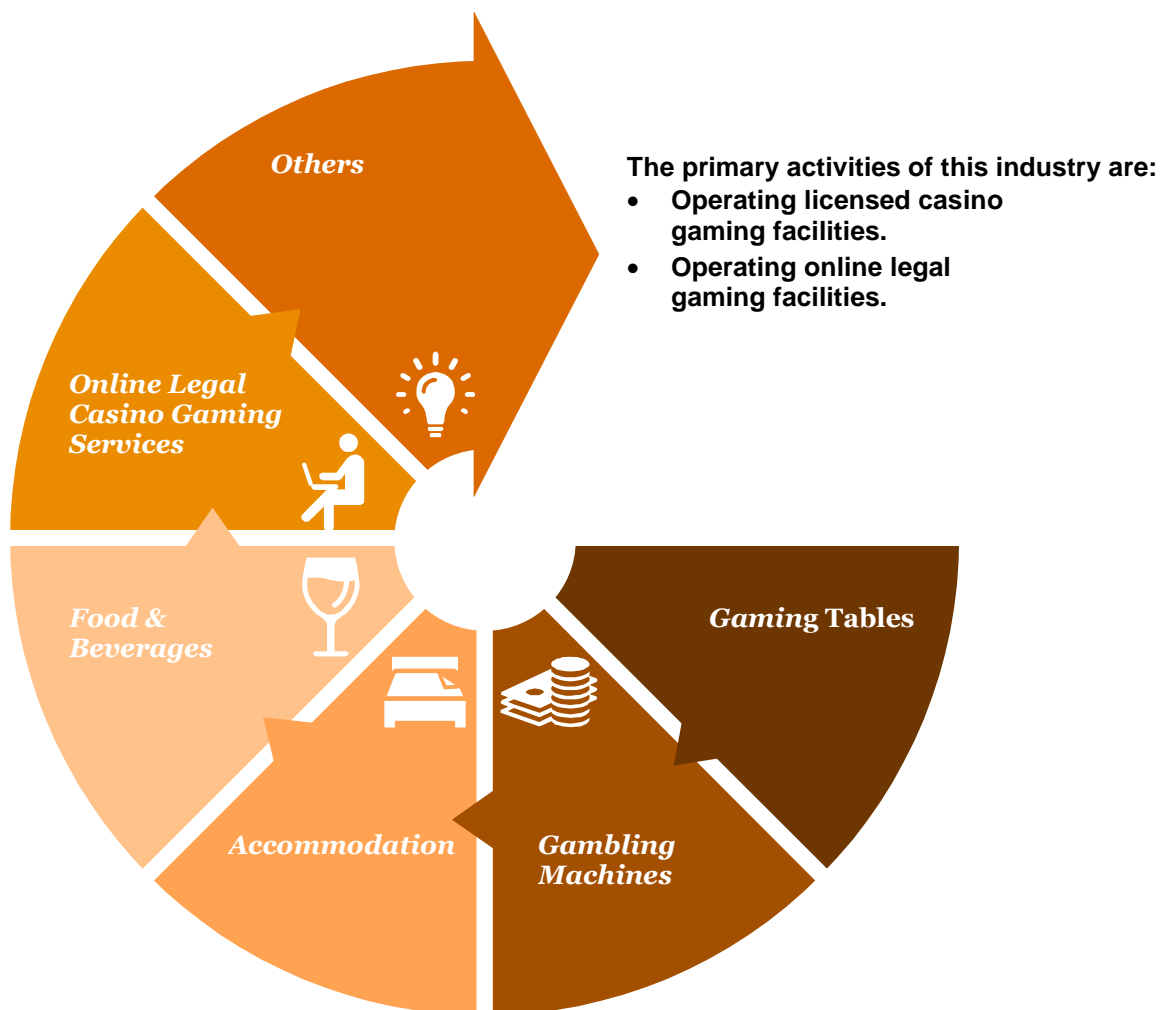 Others
The primary activities of this industry are:
• Operating licensed casino
gaming facilities.
• Operating online legal
gaming facilities.
Online Legal
Casino Gaming
Services
Food &
Beverages
Gaming Tables
Accommodation
Gambling
Machines